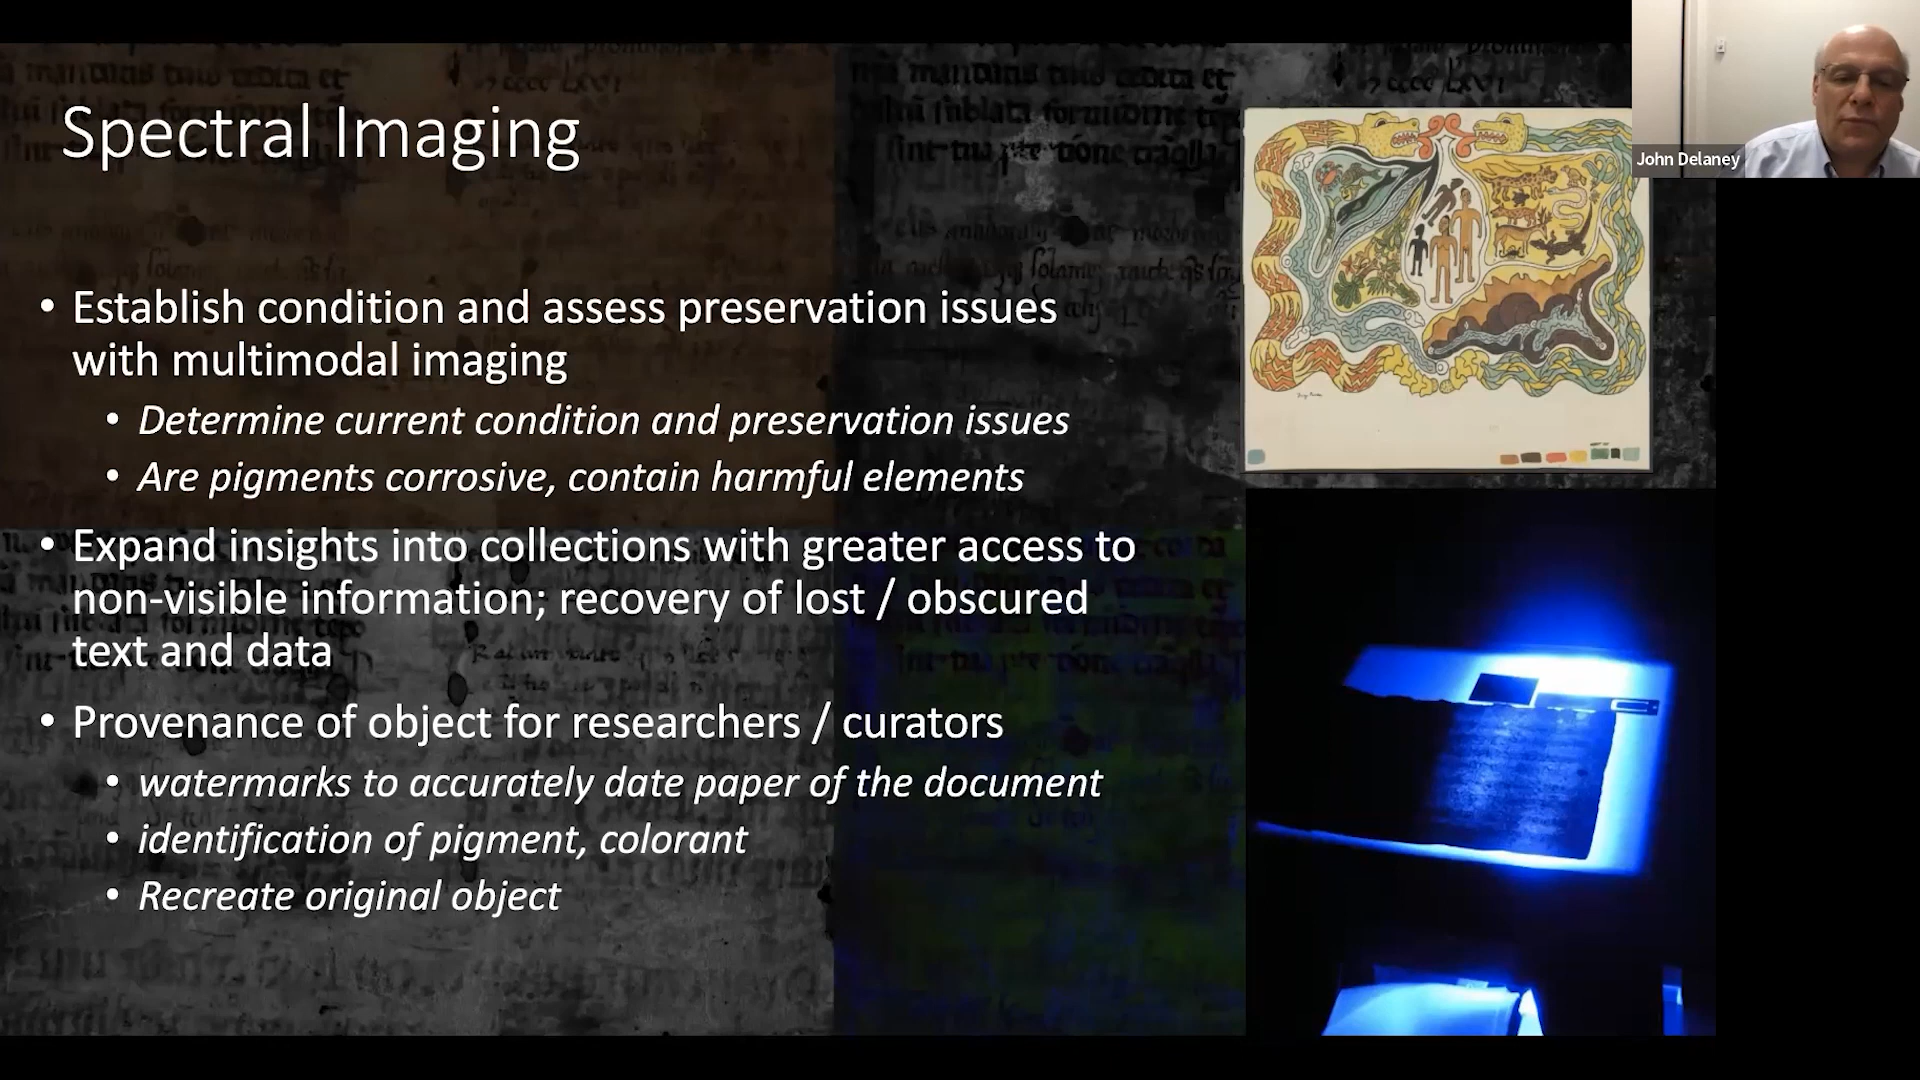 Spectral Imaging
• Establish condition and assess preservation issues
with multimodal imaging
• Determine current condition and preservation issues
• Are pigments corrosive, contain harmful elements
• Expand insights into collections with greater access to
non-visible information; recovery of lost / obscured
text and data
• Provenance of object for researchers / curators
• watermarks to accurately date paper of the document
• identification of pigment, colorant
• Recreate original object
John Delaney